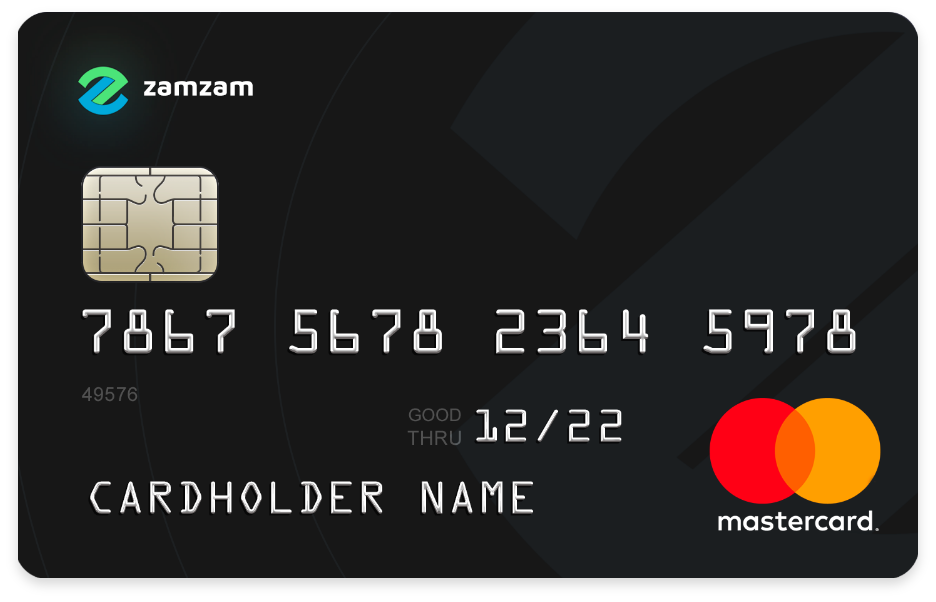 zamzam
7867 5678 2364 5978
49576
GOOD THRU 12/22
CARDHOLDER NAME
mastercard.